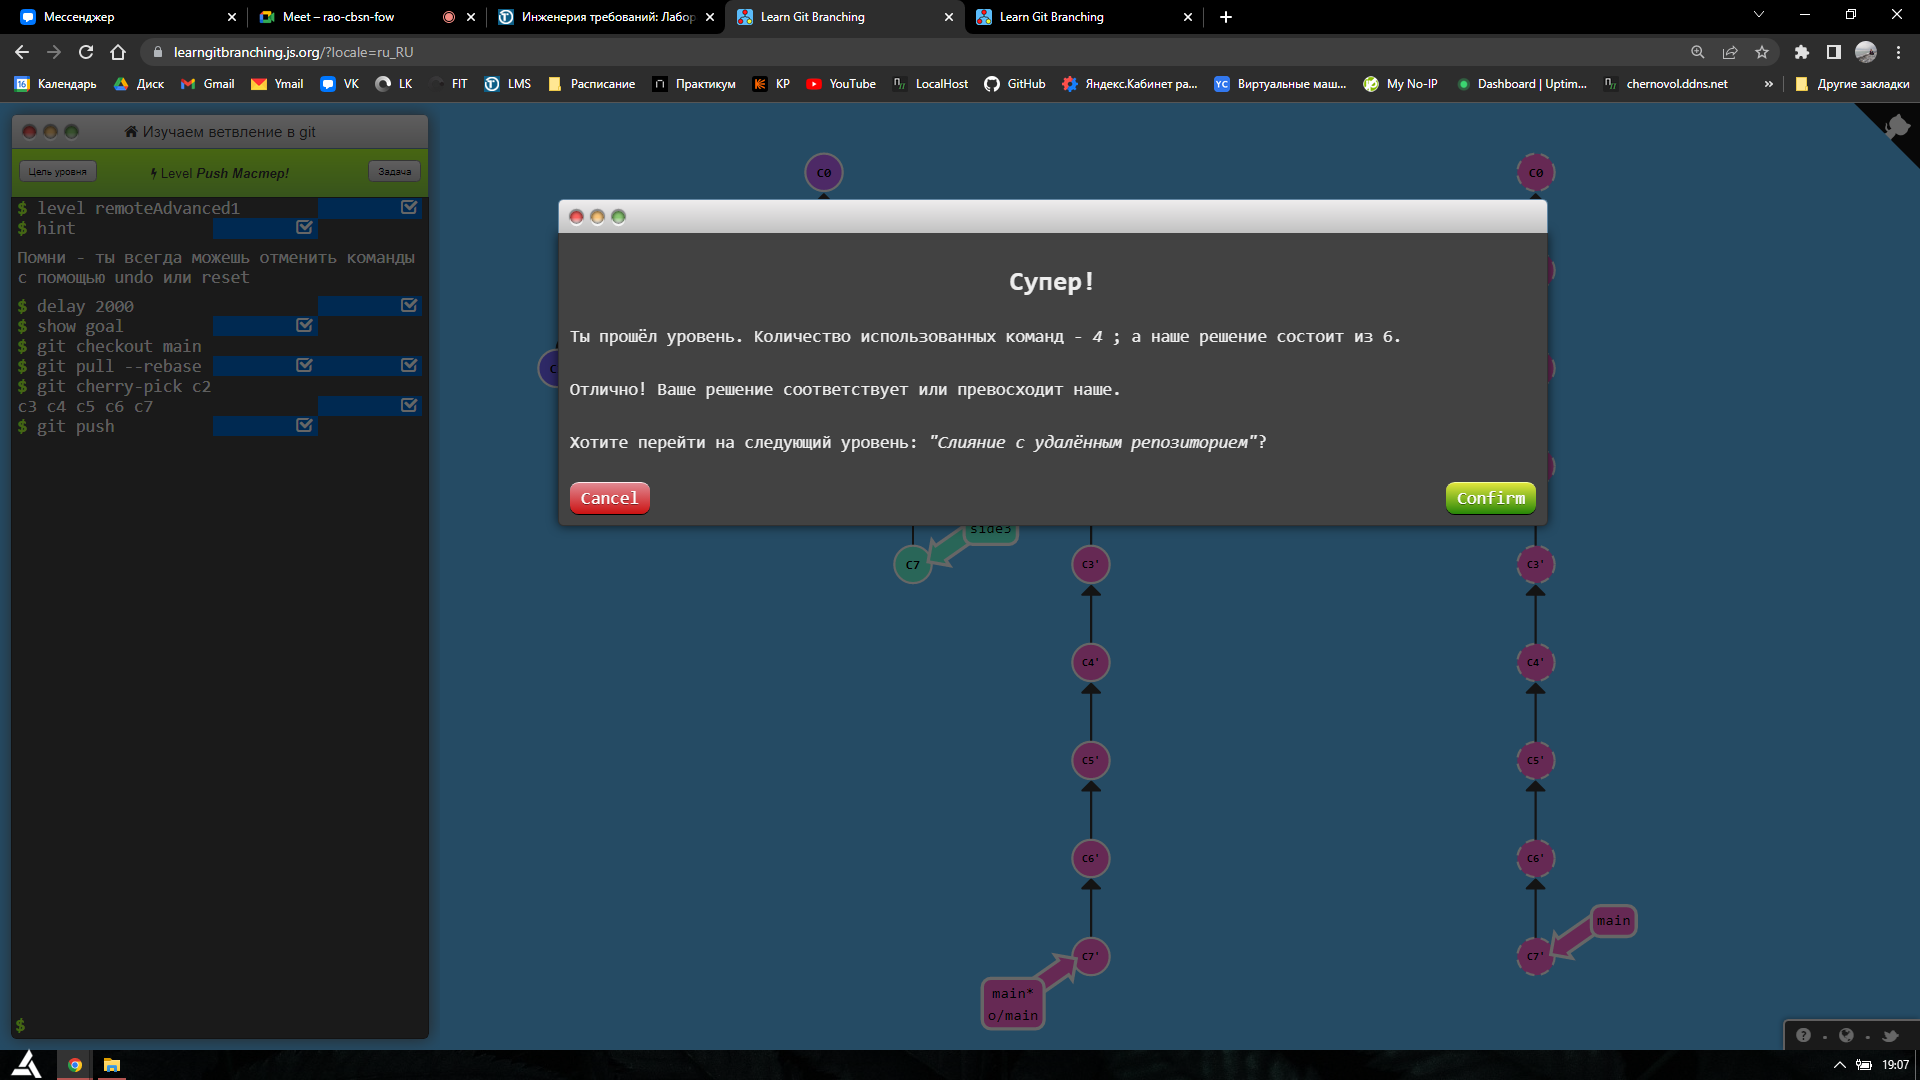 Мессенджер
Meet – rao-cbsn-fow
Инженерия требований: Лабор
Learn Git Branching
Learn Git Branching
learngitbranching.js.org/?locale=ru_RU
Календарь
Диск
Gmail
Ymail
VK
LK
FIT
LMS
Расписание
Практикум
KP
YouTube
LocalHost
GitHub
Яндекс.Кабинет ра...
Виртуальные маш...
My No-IP
Dashboard | Uptim...
chernovol.ddns.net
»
Другие закладки
Изучаем ветвление в git
Цель уровня
Level Push Мастер!
Задача
$ level remoteAdvanced1
$ hint
Помни - ты всегда можешь отменить команды
с помощью undo или reset
$ delay 2000
$ show goal
$ git checkout main
$ git pull --rebase
$ git cherry-pick c2
c3 c4 c5 c6 c7
$ git push
$
C0
C0
Супер!
Ты прошёл уровень. Количество использованных команд - 4 ; а наше решение состоит из 6.
Отлично! Ваше решение соответствует или превосходит наше.
Хотите перейти на следующий уровень: "Слияние с удалённым репозиторием"?
Cancel
Confirm
side3
C7
C3'
C3'
C4'
C4'
C5'
C5'
C6'
C6'
main
C7'
C7'
main*
o/main
19:07